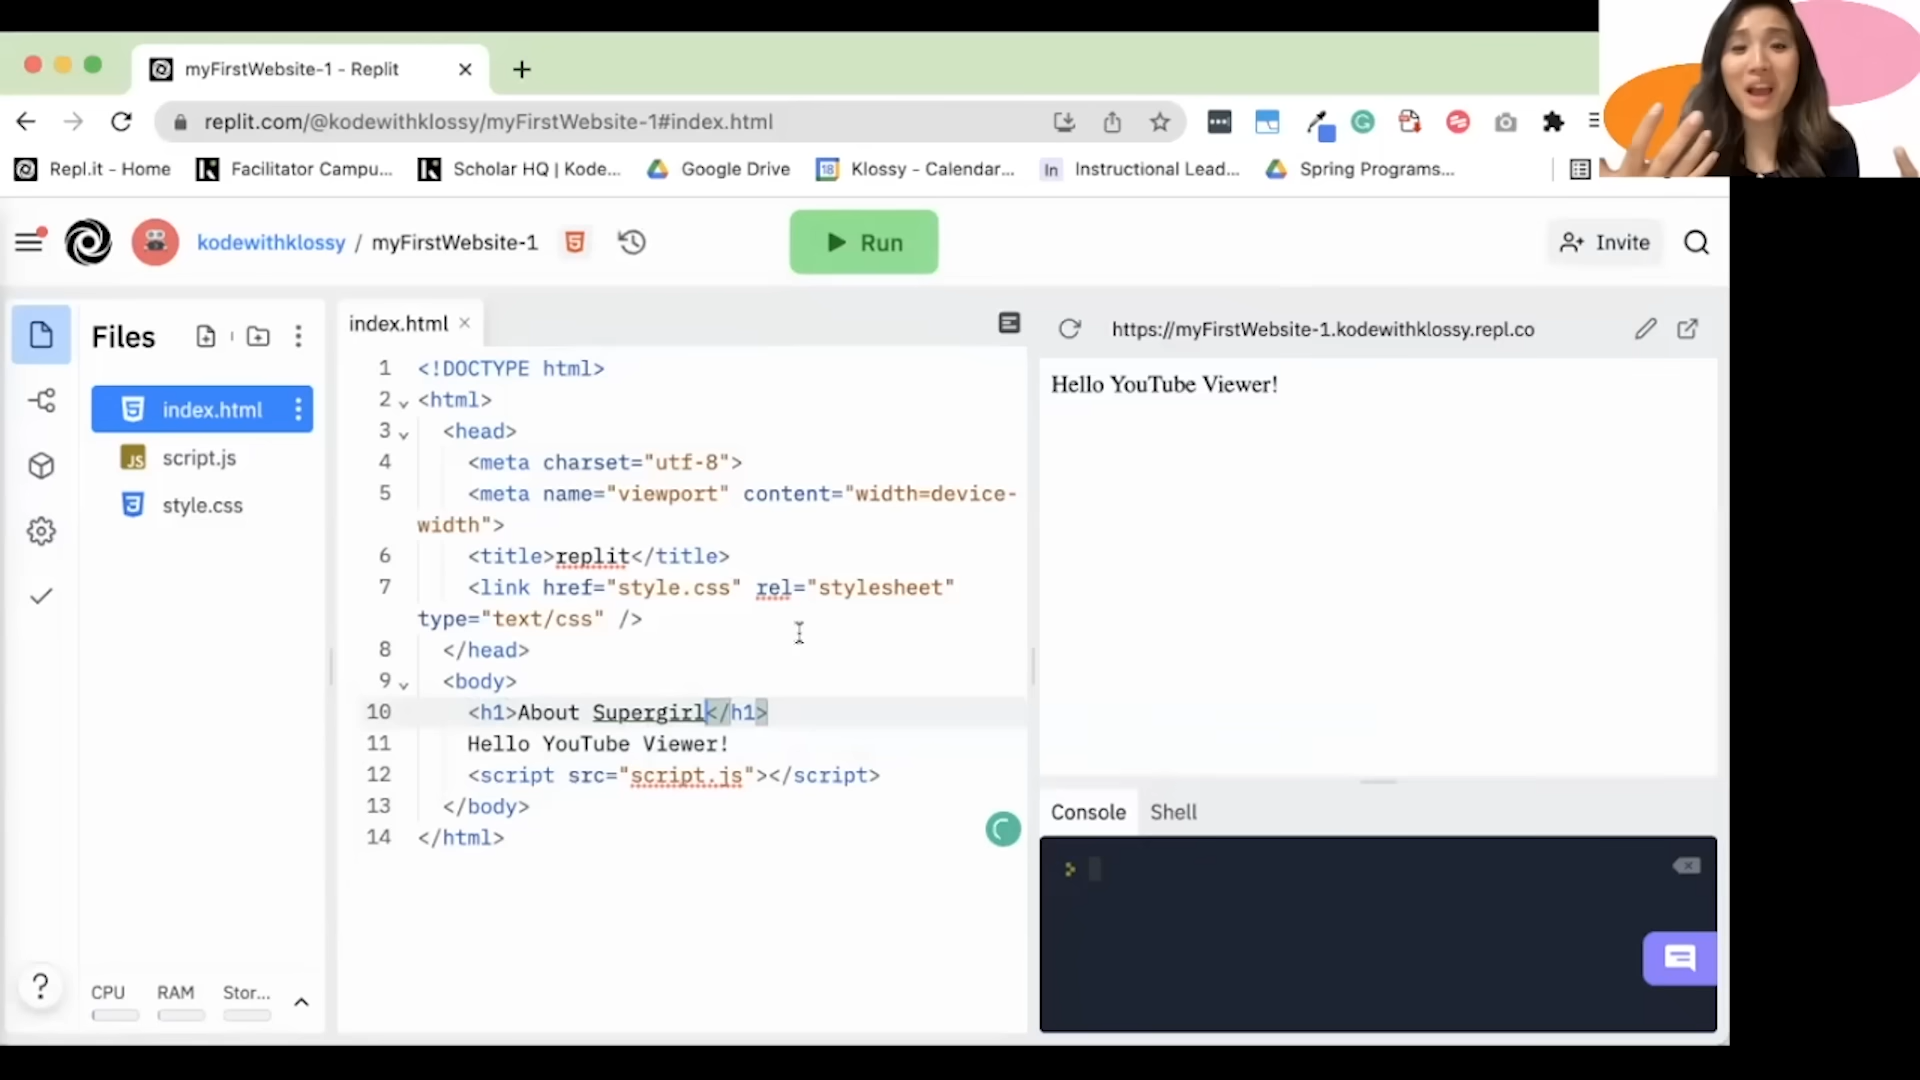 myFirstWebsite-1 - Replit
replit.com/@kodewithklossy/myFirstWebsite-1#index.html
Repl.it - Home Facilitator Campu... Scholar HQ | Kode... Google Drive 18 Klossy - Calendar... In Instructional Lead... Spring Programs...
kodewithklossy / myFirstWebsite-1 Run Invite
Files
index.html
JS script.js
style.css
CPU RAM Stor...
index.html
1 <!DOCTYPE html>
2 <html>
3 <head>
4 <meta charset="utf-8">
5 <meta name="viewport" content="width=device-
width">
6 <title>replit</title>
7 <link href="style.css" rel="stylesheet"
type="text/css" />
8 </head>
9 <body>
10 <h1>About Supergirl</h1>
11 Hello YouTube Viewer!
12 <script src="script.js"></script>
13 </body>
14 </html>
https://myFirstWebsite-1.kodewithklossy.repl.co
Hello YouTube Viewer!
Console Shell